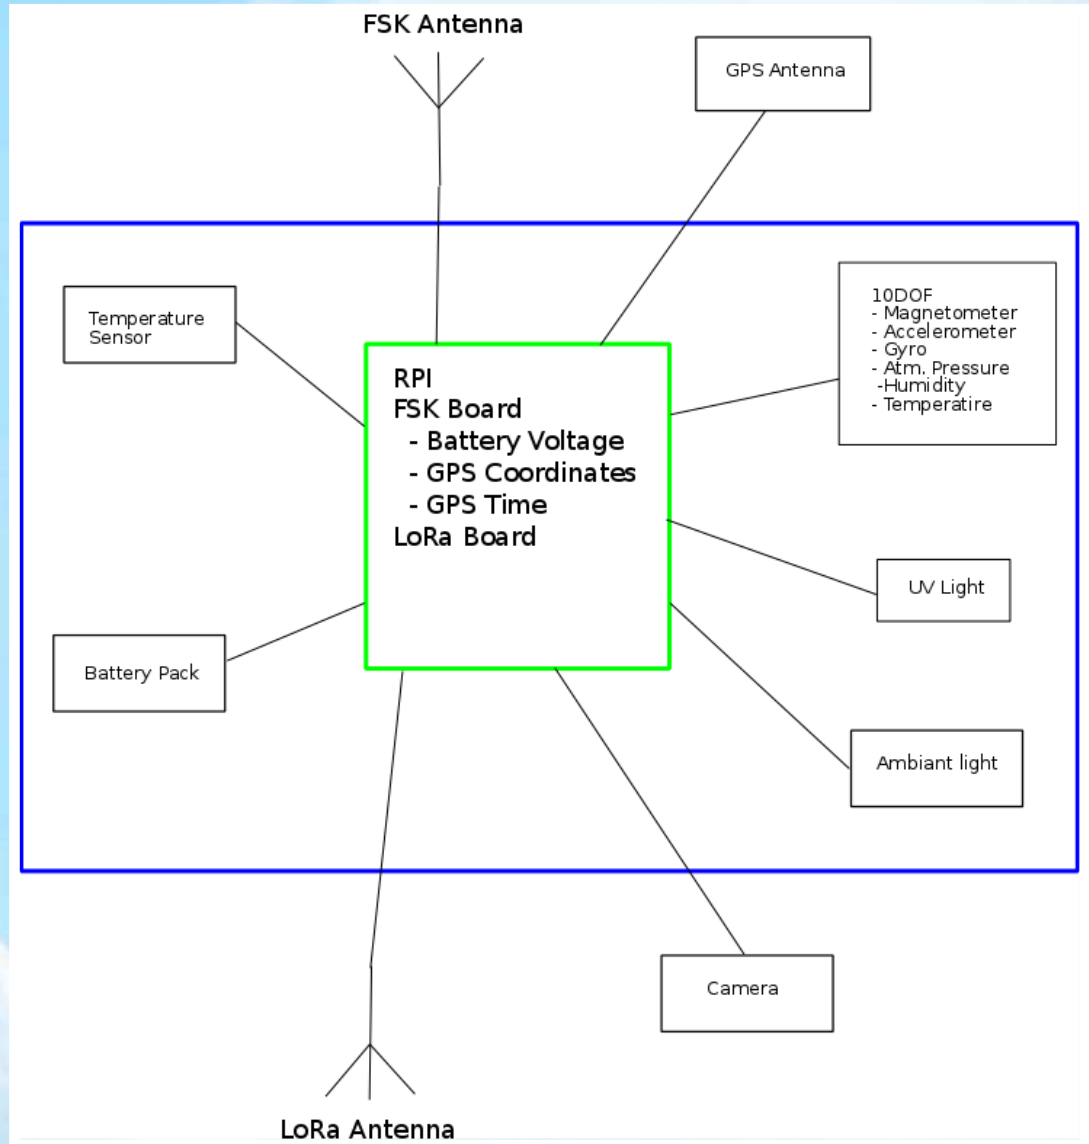 FSK Antenna
GPS Antenna
Temperature
Sensor
10DOF
- Magnetometer
- Accelerometer
- Gyro
- Atm. Pressure
-Humidity
- Temperatire
RPI
FSK Board
- Battery Voltage
- GPS Coordinates
- GPS Time
LoRa Board
UV Light
Battery Pack
Ambiant light
Camera
LoRa Antenna